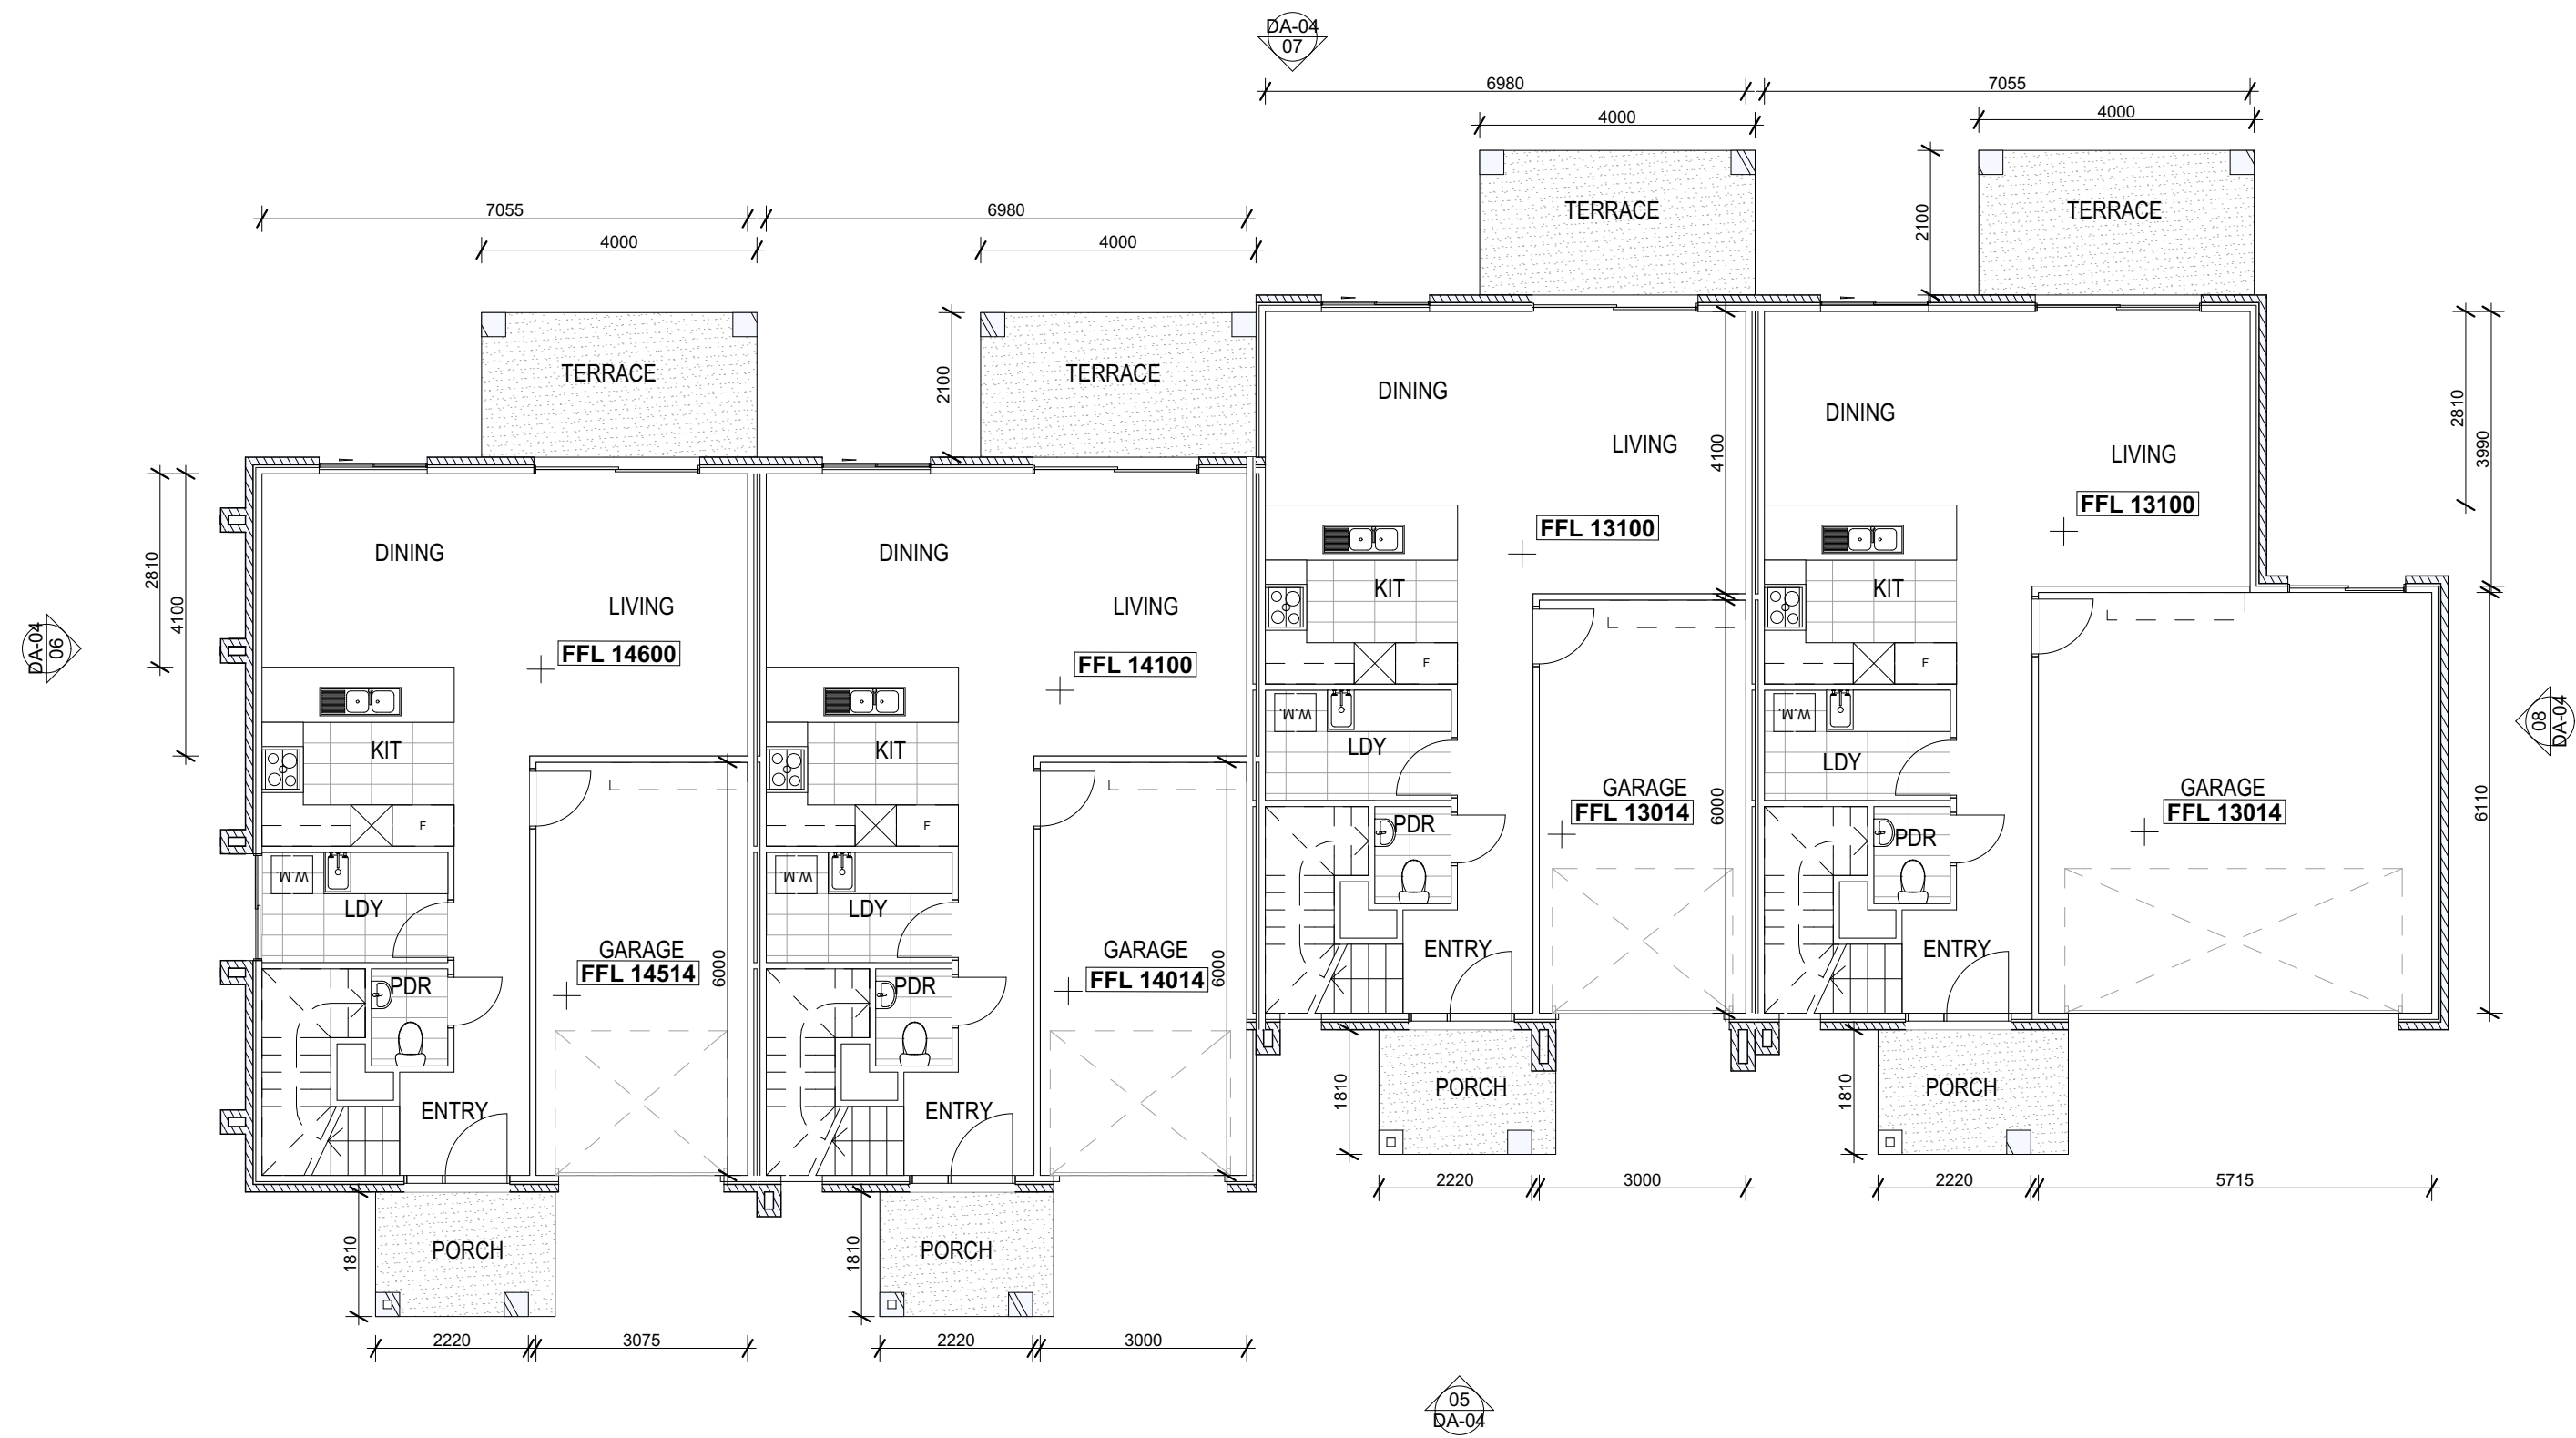 DA-04
07
6980
7055
4000
4000
2100
TERRACE
TERRACE
7055
6980
4000
4000
2100
TERRACE
TERRACE
DINING
LIVING
4100
FFL 13100
KIT
F
DINING
LIVING
FFL 13100
KIT
F
2810
3990
DA-04
06
2810
4100
DINING
LIVING
FFL 14600
KIT
F
DINING
LIVING
FFL 14100
KIT
F
W.M.
LDY
GARAGE
FFL 13014
6000
PDR
ENTRY
W.M.
LDY
GARAGE
FFL 13014
6110
PDR
ENTRY
08
DA-04
W.M.
LDY
GARAGE
FFL 14514
6000
PDR
ENTRY
W.M.
LDY
GARAGE
FFL 14014
6000
PDR
ENTRY
1810
PORCH
2220
3000
1810
PORCH
2220
5715
1810
PORCH
2220
3075
1810
PORCH
2220
3000
05
DA-04